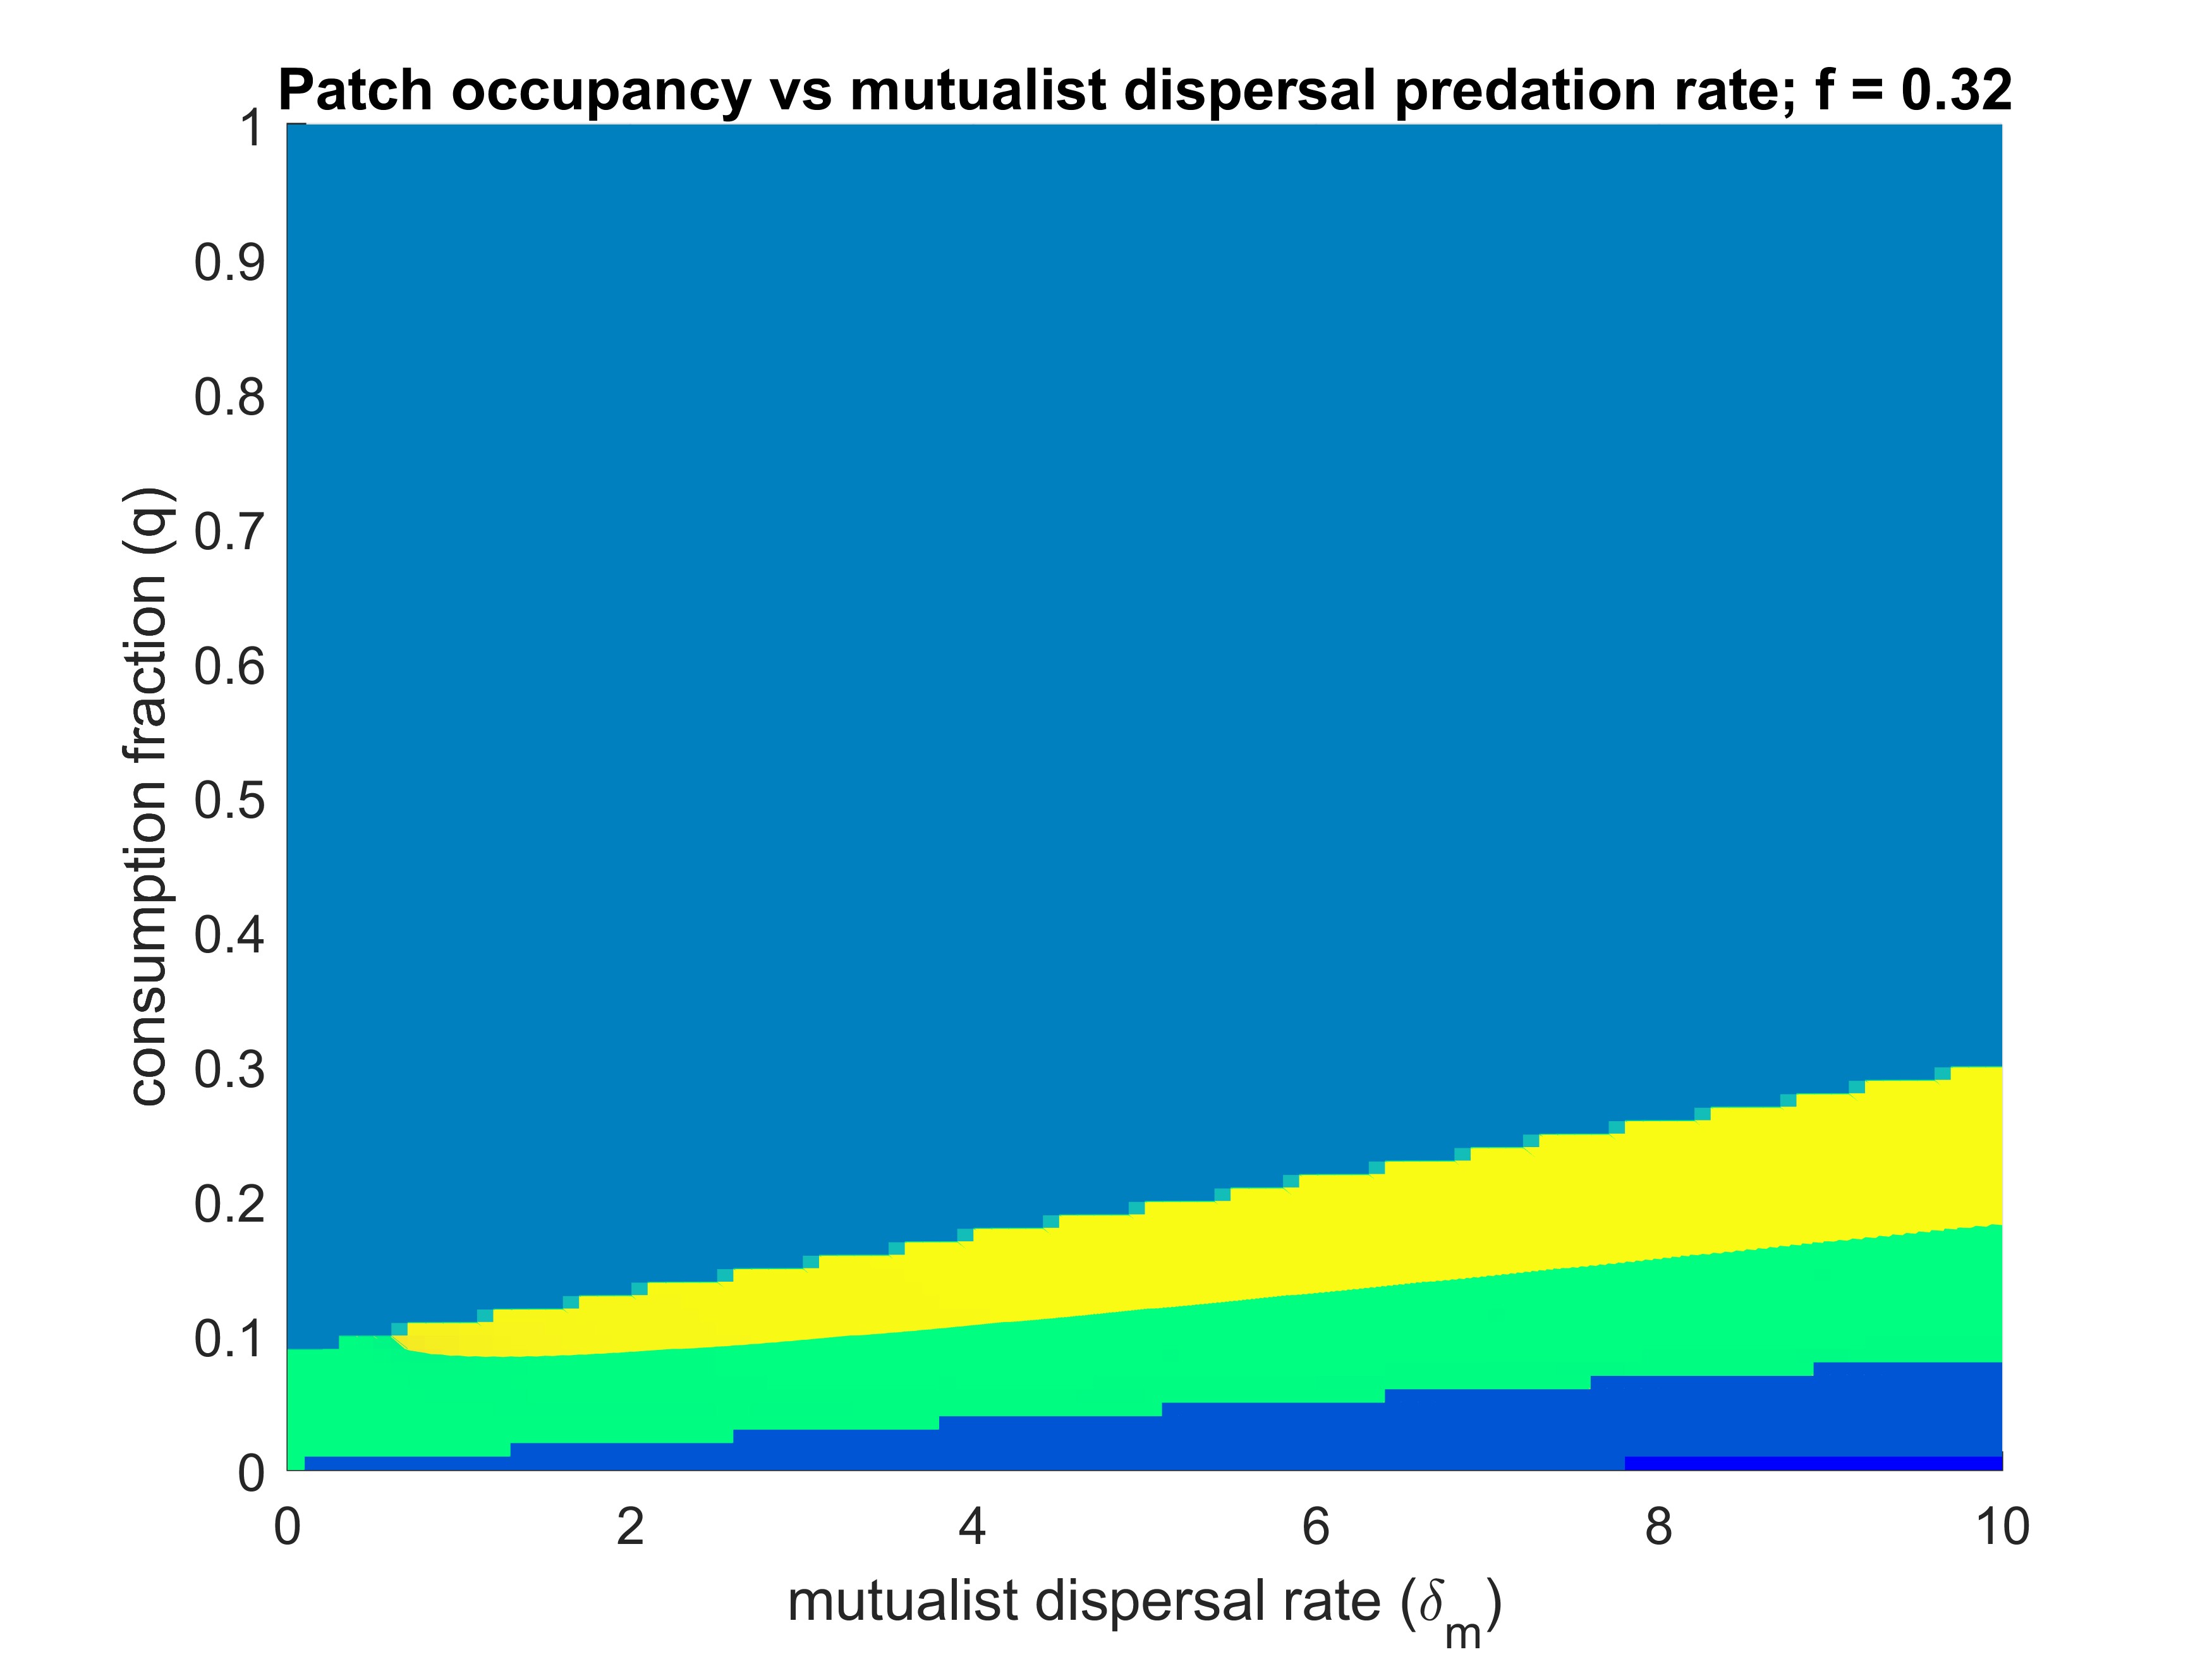 Patch occupancy vs mutualist dispersal predation rate; f = 0.32
1
0.9
0.8
0.7
0.6
0.5
0.4
0.3
0.2
0.1
0
consumption fraction (q)
0 2 4 6 8 10
mutualist dispersal rate (δm)